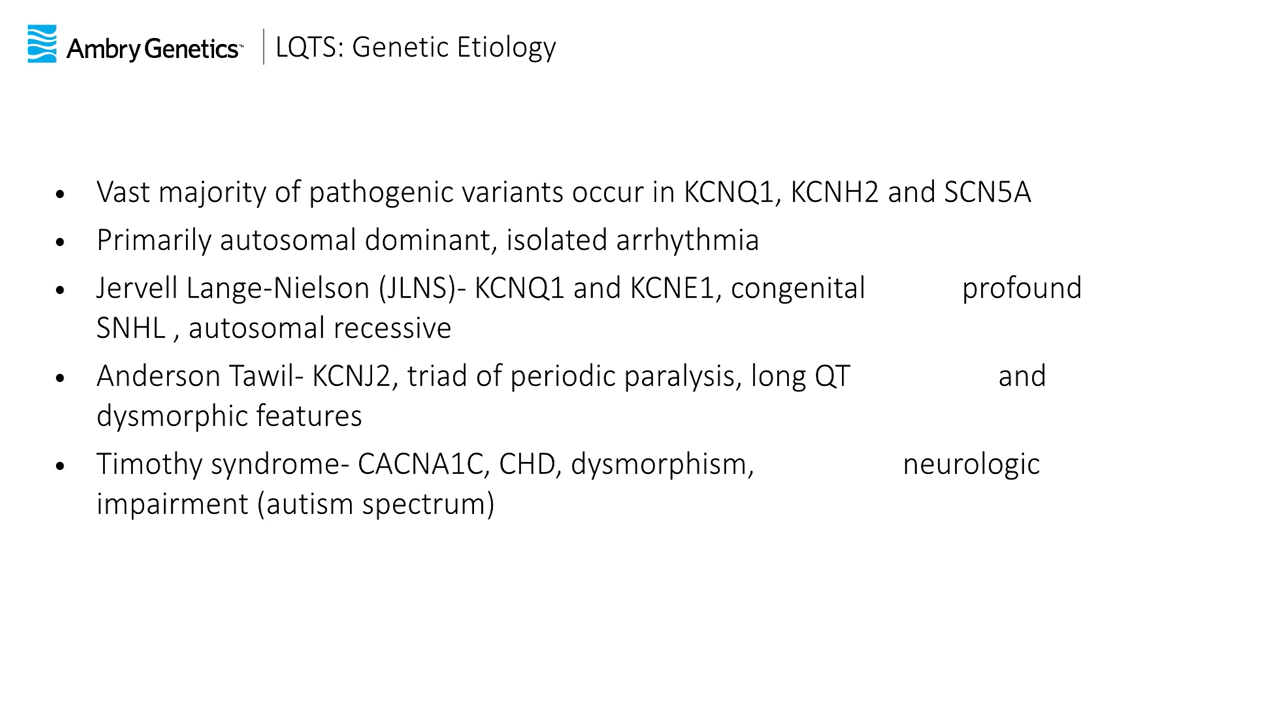 Ambry Genetics™ LQTS: Genetic Etiology
• Vast majority of pathogenic variants occur in KCNQ1, KCNH2 and SCN5A
• Primarily autosomal dominant, isolated arrhythmia
• Jervell Lange-Nielson (JLNS)- KCNQ1 and KCNE1, congenital profound
SNHL , autosomal recessive
• Anderson Tawil- KCNJ2, triad of periodic paralysis, long QT and
dysmorphic features
• Timothy syndrome- CACNA1C, CHD, dysmorphism, neurologic
impairment (autism spectrum)